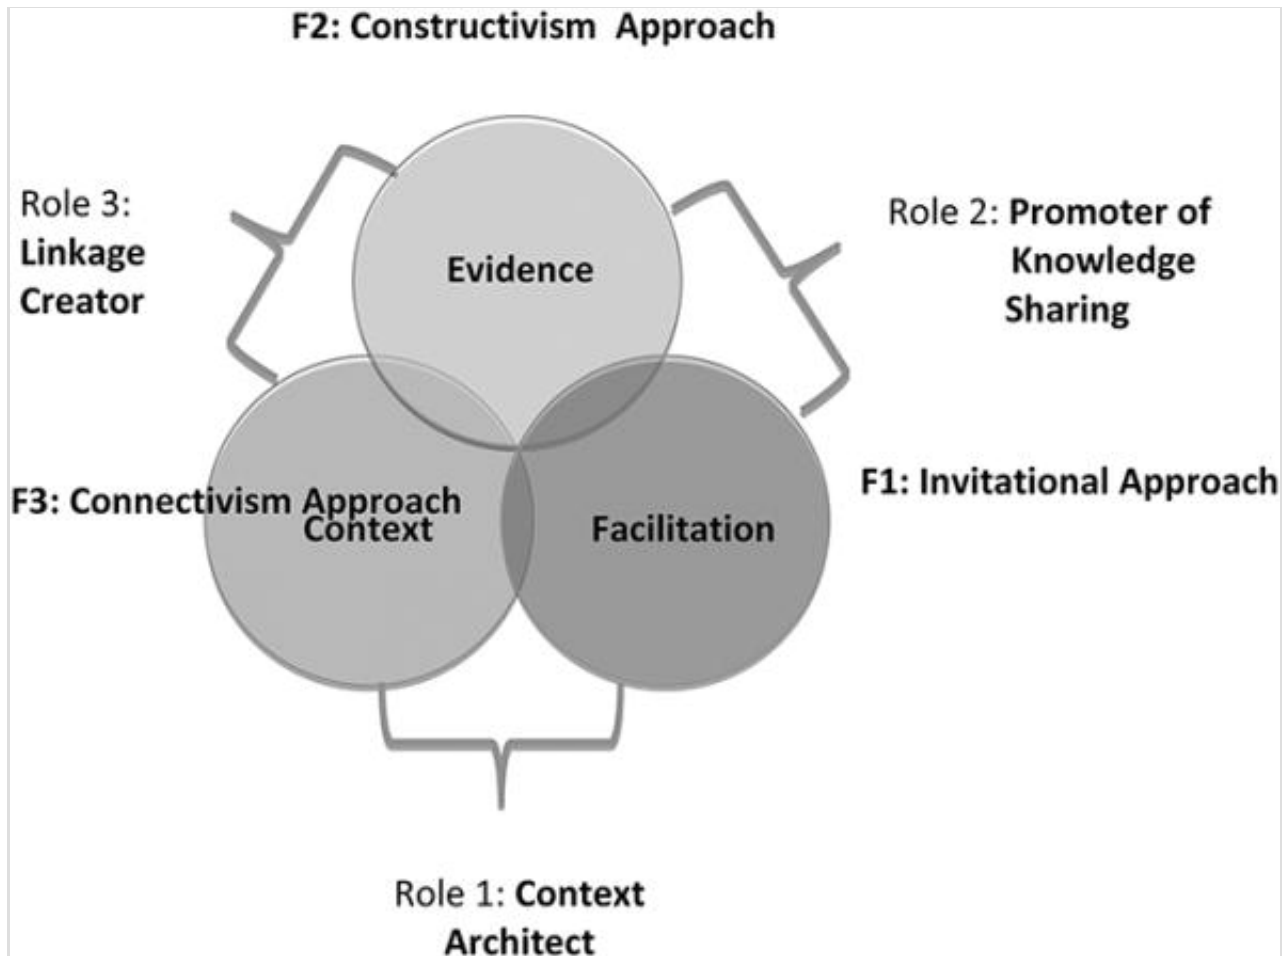 F2: Constructivism Approach
Role 3:
Linkage
Creator
Role 2: Promoter of
Knowledge
Sharing
Evidence
F3: Connectivism Approach
Context
Facilitation
F1: Invitational Approach
Role 1: Context
Architect